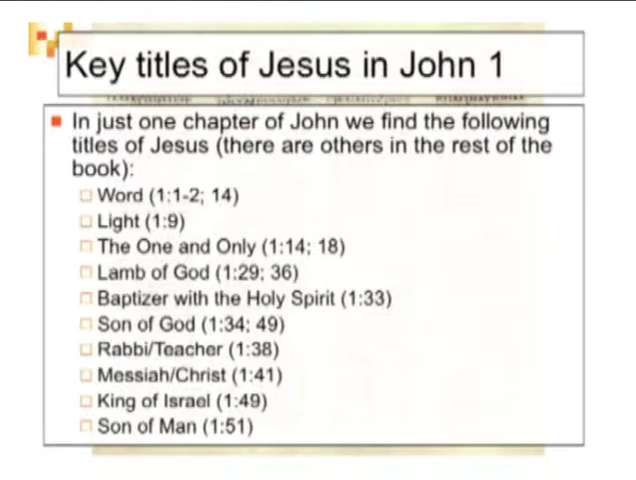 Key titles of Jesus in John 1
In just one chapter of John we find the following
titles of Jesus (there are others in the rest of the
book):
Word (1:1-2; 14)
Light (1:9)
The One and Only (1:14; 18)
Lamb of God (1:29; 36)
Baptizer with the Holy Spirit (1:33)
Son of God (1:34; 49)
Rabbi/Teacher (1:38)
Messiah/Christ (1:41)
King of Israel (1:49)
Son of Man (1:51)